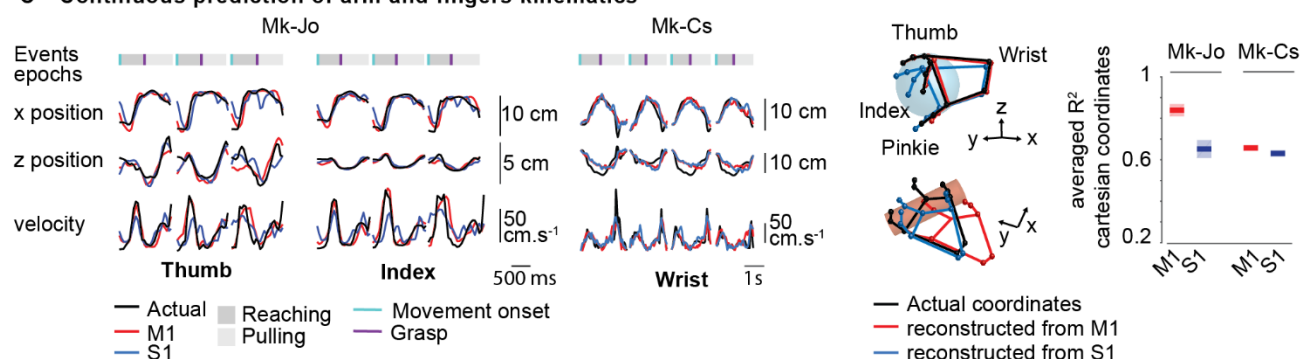 Continuous prediction of arm and fingers kinematics
Mk-Jo
Mk-Cs
Events
epochs
x position
10 cm
10 cm
z position
5 cm
10 cm
velocity
50
cm.s-1
50
cm.s-1
Thumb
Index
500 ms
Wrist
1s
Actual
M1
S1
Reaching
Pulling
Movement onset
Grasp
Thumb
Wrist
Index
Pinkie
z
y
x
x
y
Actual coordinates
reconstructed from M1
reconstructed from S1
Mk-Jo Mk-Cs
averaged R2
cartesian coordinates
1
0.6
0.2
M1
S1
M1
S1